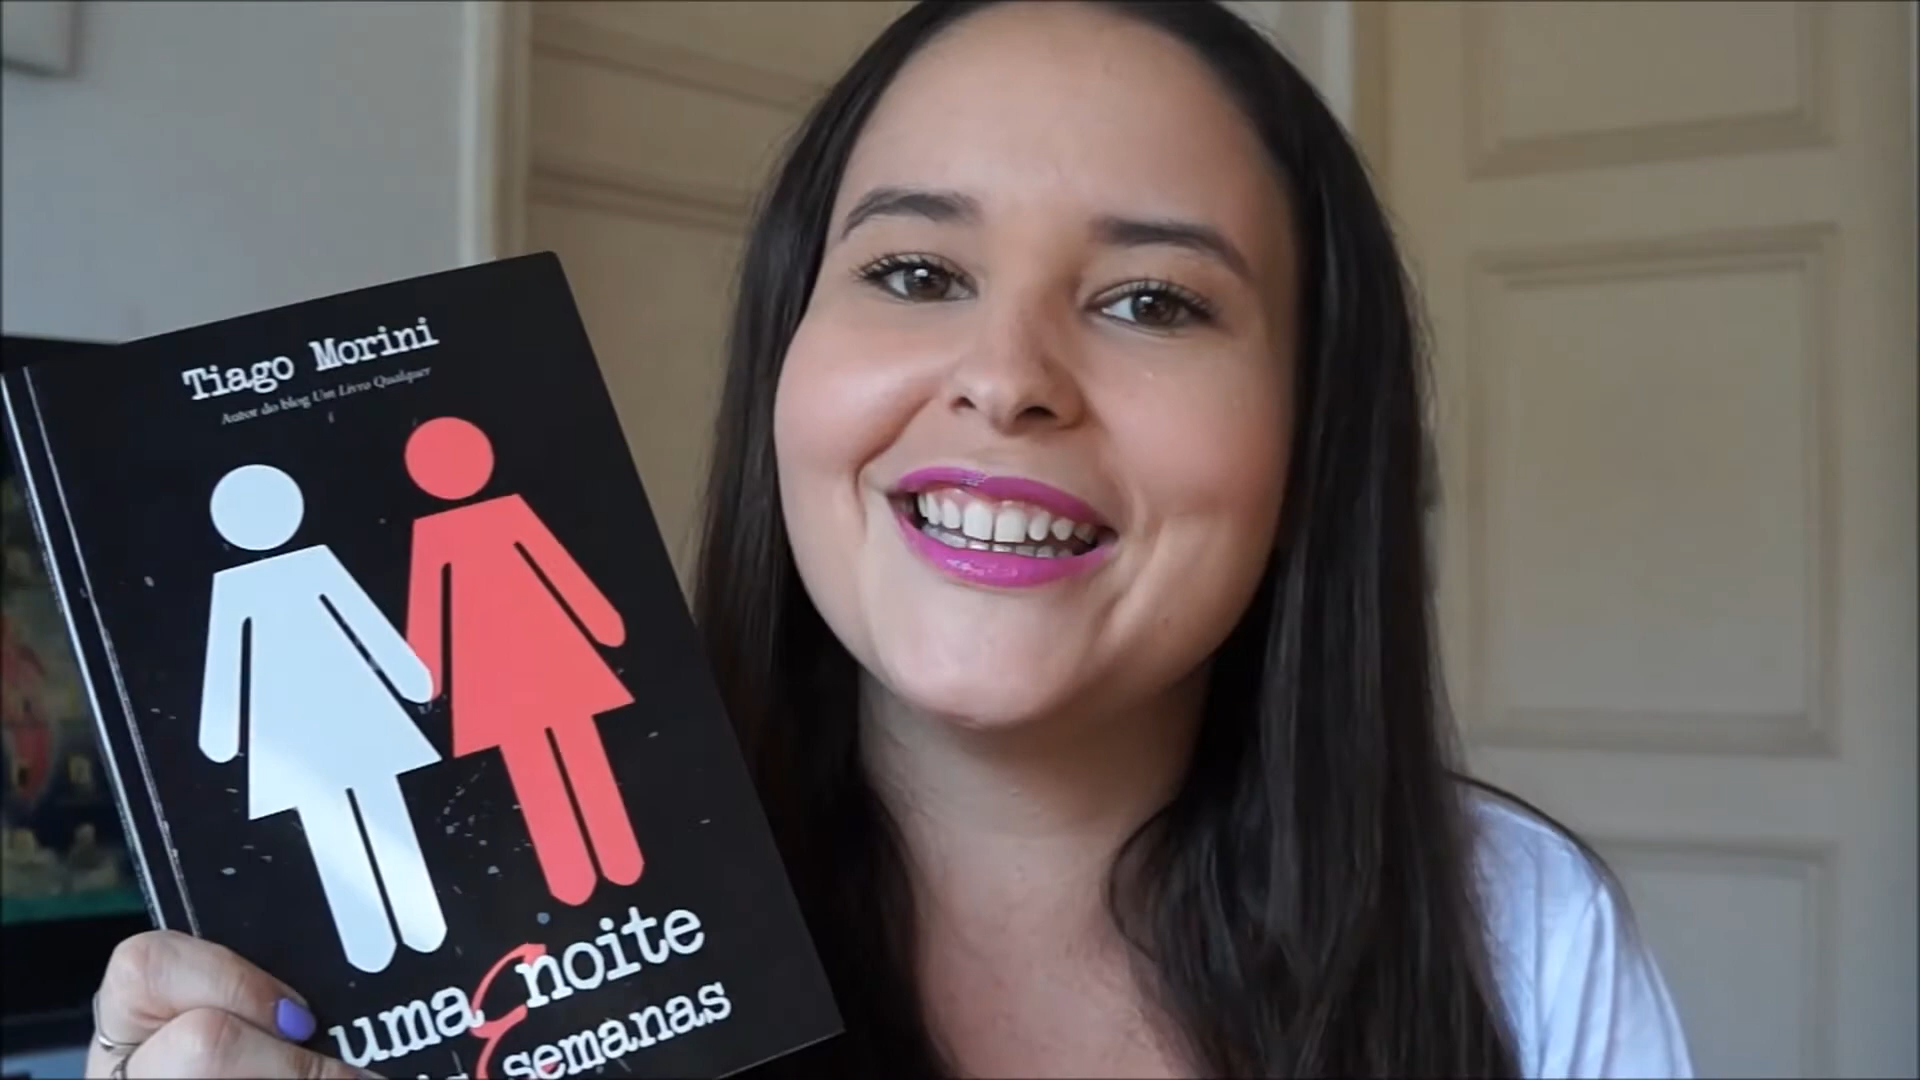 Tiago Morini
Autor do blog Um Livro Qualquer
uma noite
E semanas